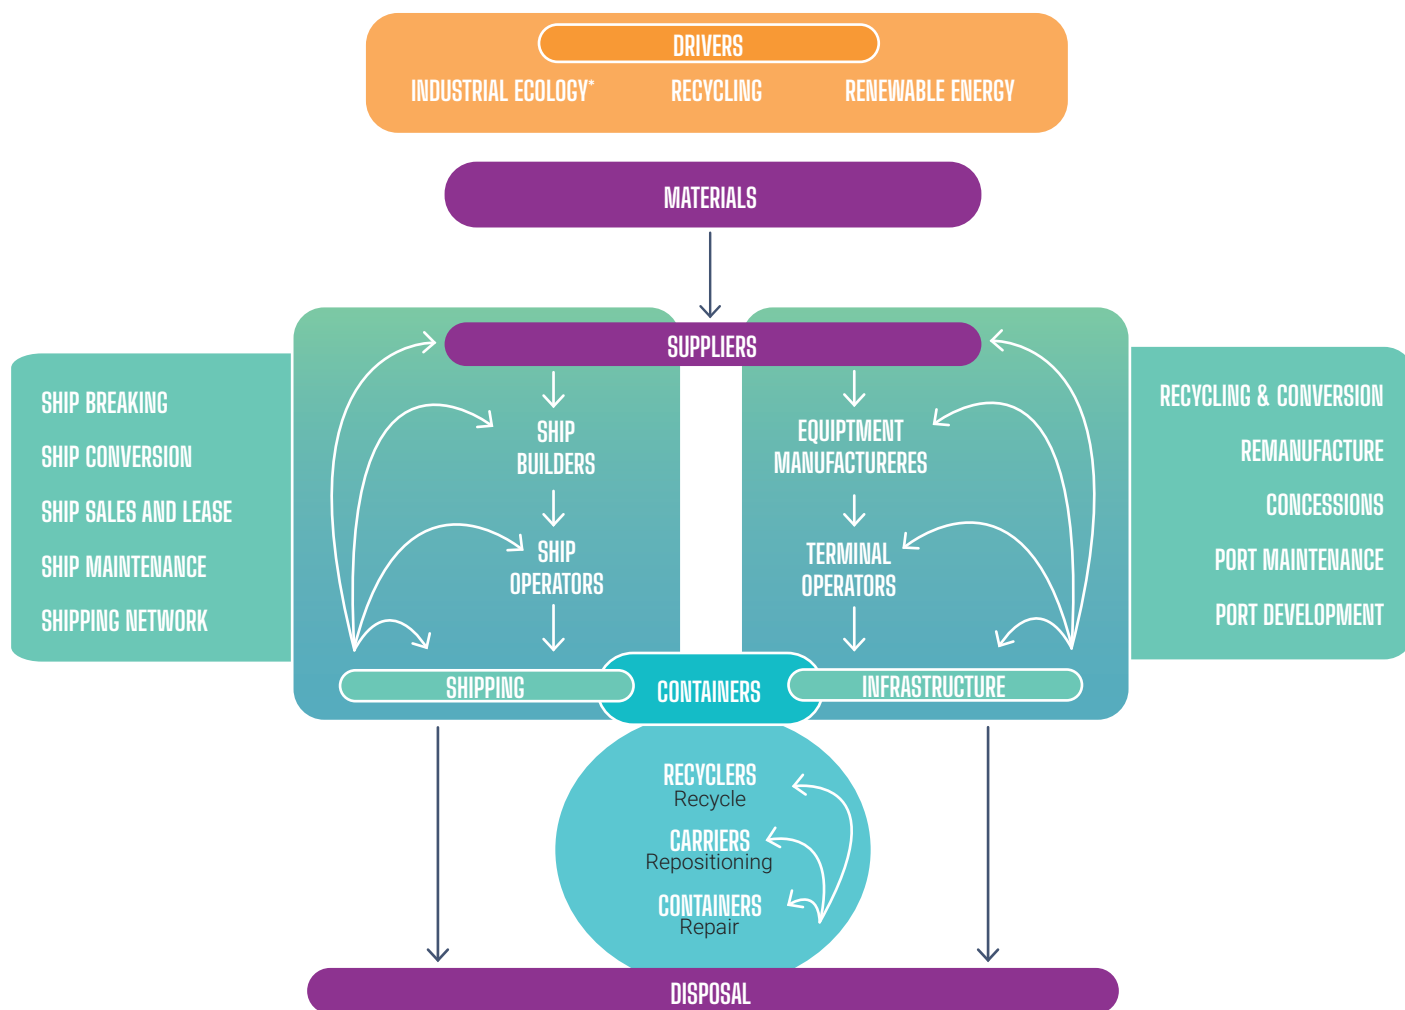 DRIVERS
INDUSTRIAL ECOLOGY*
RECYCLING
RENEWABLE ENERGY
MATERIALS
SUPPLIERS
SHIP BREAKING
SHIP CONVERSION
SHIP SALES AND LEASE
SHIP MAINTENANCE
SHIPPING NETWORK
SHIP
BUILDERS
SHIP
OPERATORS
EQUIPTMENT
MANUFACTURERES
TERMINAL
OPERATORS
RECYCLING & CONVERSION
REMANUFACTURE
CONCESSIONS
PORT MAINTENANCE
PORT DEVELOPMENT
SHIPPING
CONTAINERS
INFRASTRUCTURE
RECYCLERS
Recycle
CARRIERS
Repositioning
CONTAINERS
Repair
DISPOSAL